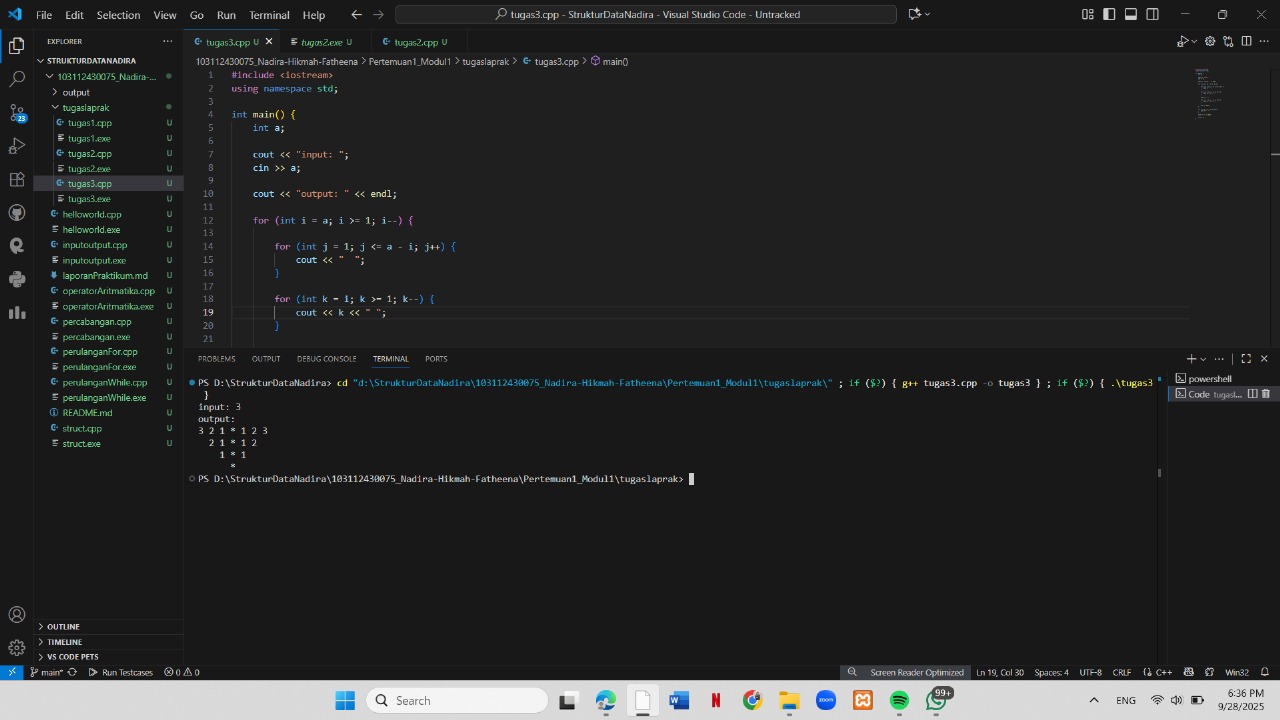 File Edit Selection View Go Run Terminal Help
tugas3.cpp - StrukturDataNadira - Visual Studio Code - Untracked
EXPLORER
STRUKTURDATANADIRA
103112430075_Nadira-...
output
tugaslaprak
tugas1.cpp U
tugas1.exe U
tugas2.cpp U
tugas2.exe U
tugas3.cpp U
tugas3.exe U
helloworld.cpp U
helloworld.exe U
inputoutput.cpp U
inputoutput.exe U
laporanPraktikum.md U
operatorAritmatika.cpp U
operatorAritmatika.exe U
percabangan.cpp U
percabangan.exe U
perulanganFor.cpp U
perulanganFor.exe U
perulanganWhile.cpp U
perulanganWhile.exe U
README.md U
struct.cpp U
struct.exe U
OUTLINE
TIMELINE
VS CODE PETS
23
tugas3.cpp U tugas2.exe U tugas2.cpp U
103112430075_Nadira-Hikmah-Fatheena > Pertemuan1_Modul1 > tugaslaprak > tugas3.cpp > main()
1 #include <iostream>
2 using namespace std;
3
4 int main() {
5     int a;
6
7     cout << "input: ";
8     cin >> a;
9
10     cout << "output: " << endl;
11
12     for (int i = a; i >= 1; i--) {
13
14         for (int j = 1; j <= a - i; j++) {
15             cout << "  ";
16         }
17
18         for (int k = i; k >= 1; k--) {
19             cout << k << " ";
20         }
21
PROBLEMS OUTPUT DEBUG CONSOLE TERMINAL PORTS
PS D:\StrukturDataNadira> cd "d:\StrukturDataNadira\103112430075_Nadira-Hikmah-Fatheena\Pertemuan1_Modul1\tugaslaprak\" ; if ($?) { g++ tugas3.cpp -o tugas3 } ; if ($?) { .\tugas3
}
input: 3
output:
3 2 1 * 1 2 3
  2 1 * 1 2
    1 * 1
      *
PS D:\StrukturDataNadira\103112430075_Nadira-Hikmah-Fatheena\Pertemuan1_Modul1\tugaslaprak>
powershell
Code tugasl...
main* Run Testcases 0 0
Screen Reader Optimized Ln 19, Col 30 Spaces: 4 UTF-8 CRLF {} C++ Win32
Search
zoom
99+
ENG
6:36 PM
9/28/2025